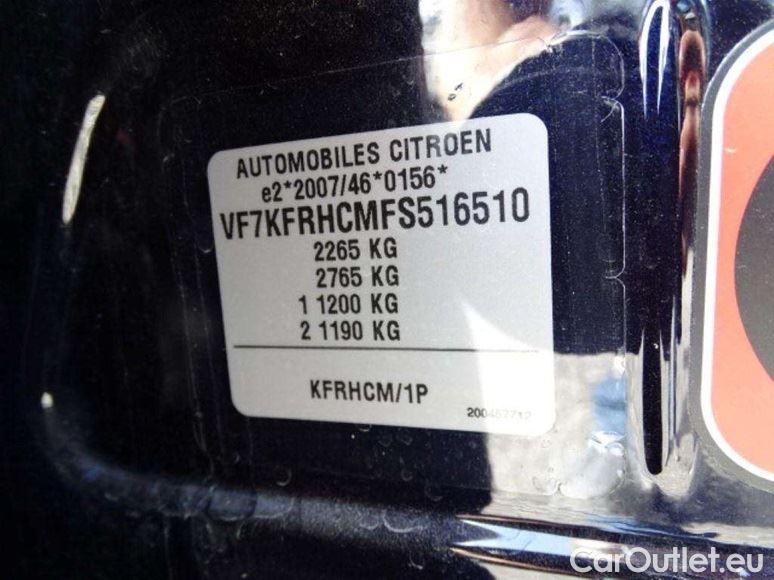 AUTOMOBILES CITROEN
e2*2007/46*0156*
VF7KFRHCMFS516510
2265 KG
2765 KG
1 1200 KG
2 1190 KG
KFRHCM/1P
CarOutlet.eu